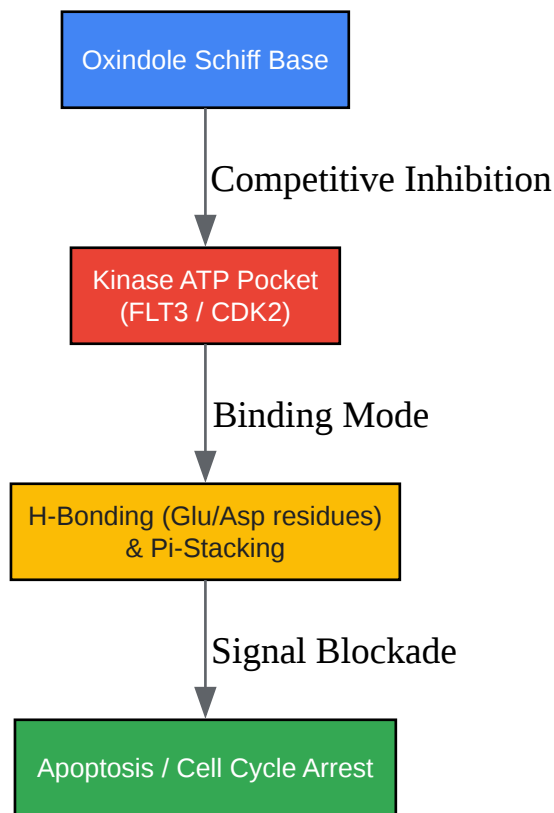 Oxindole Schiff Base
Competitive Inhibition
Kinase ATP Pocket
(FLT3 / CDK2)
Binding Mode
H-Bonding (Glu/Asp residues)
& Pi-Stacking
Signal Blockade
Apoptosis / Cell Cycle Arrest